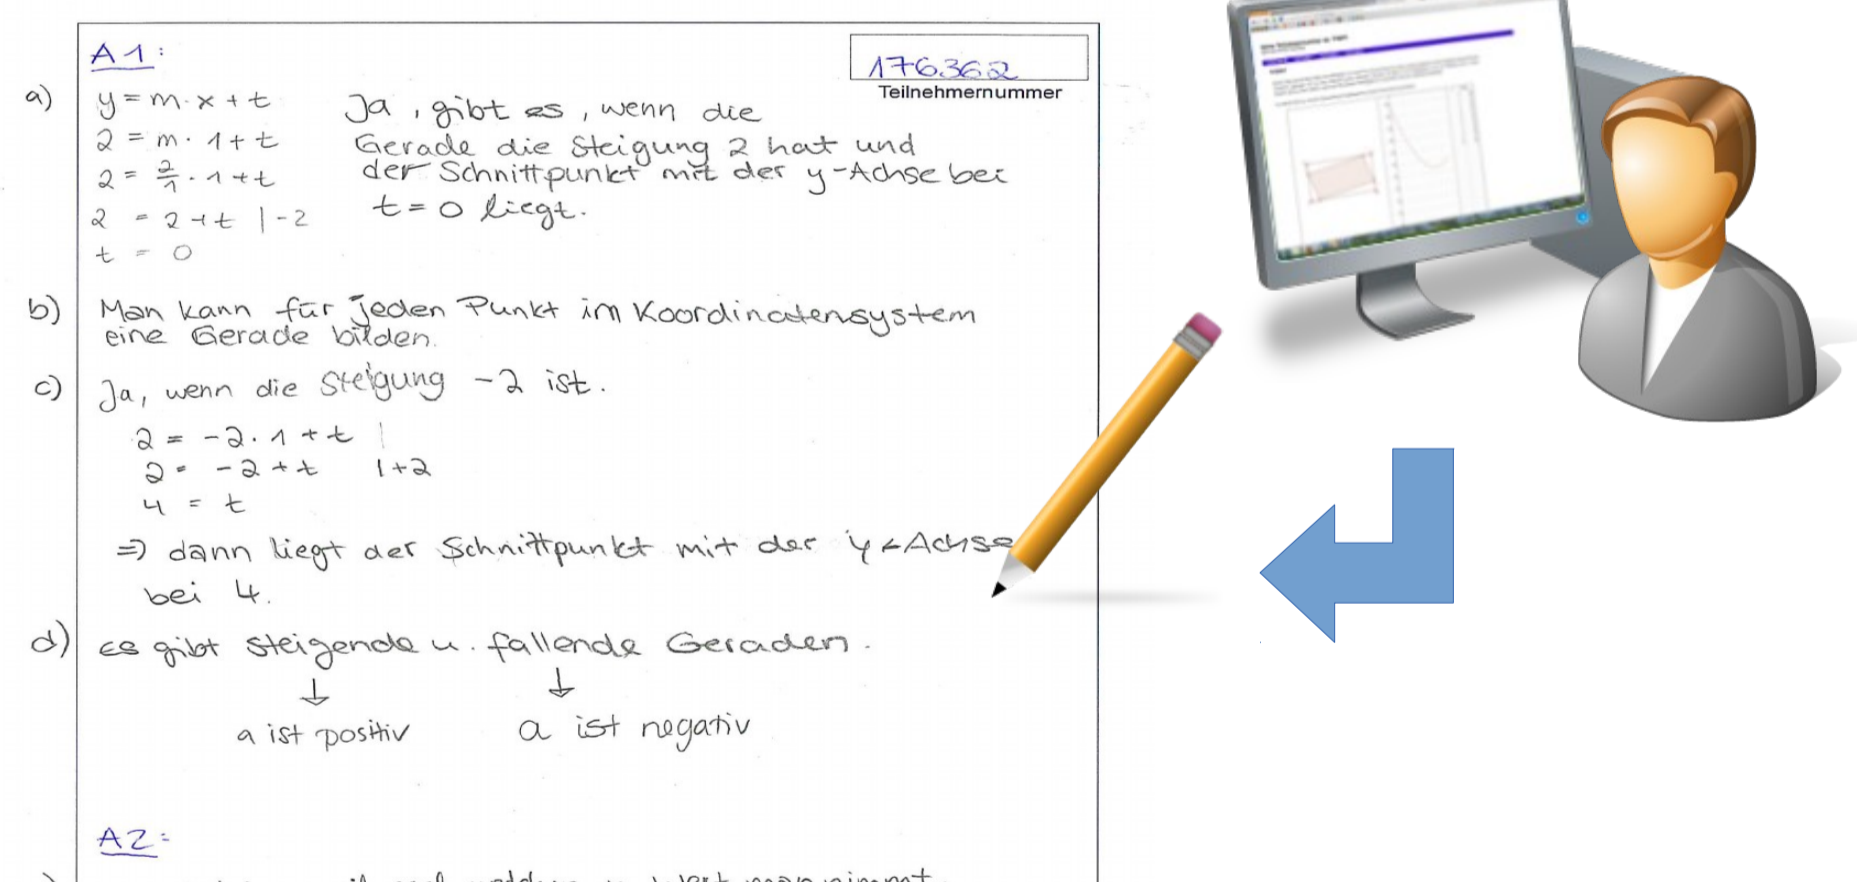 A1:
176362
Teilnehmernummer
a)
y = m · x + t
2 = m · 1 + t
2 = 2/1 · 1 + t
2 = 2 + t | -2
t = 0
Ja, gibt es, wenn die
Gerade die Steigung 2 hat und
der Schnittpunkt mit der y-Achse bei
t = 0 liegt.
b) Man kann für jeden Punkt im Koordinatensystem
eine Gerade bilden.
c) Ja, wenn die Steigung -2 ist.
2 = -2 · 1 + t |
2 = -2 + t | +2
4 = t
=> dann liegt der Schnittpunkt mit der y-Achse
bei 4.
d) es gibt steigende u. fallende Geraden.
↓ ↓
a ist positiv a ist negativ
A2: